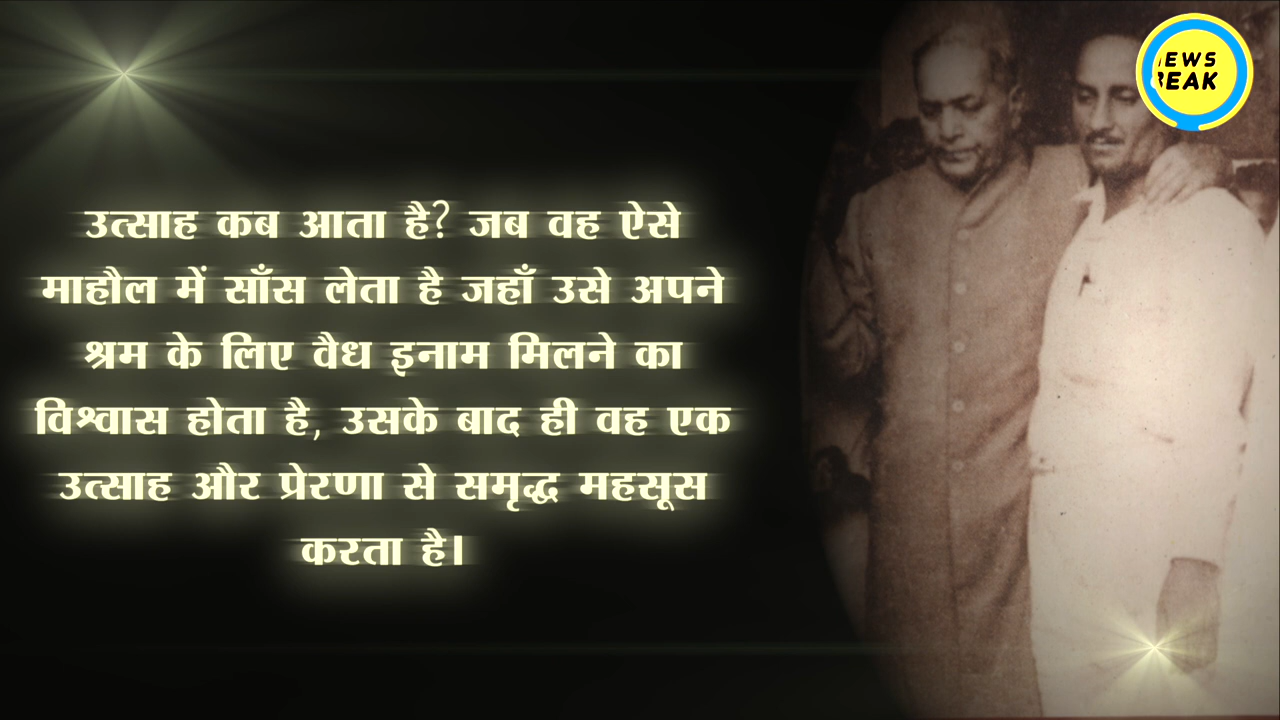 उत्साह कब आता है? जब वह ऐसे
माहौल में साँस लेता है जहाँ उसे अपने
श्रम के लिए वैध इनाम मिलने का
विश्वास होता है, उसके बाद ही वह एक
उत्साह और प्रेरणा से समृद्ध महसूस
करता है।
EWS
EAK